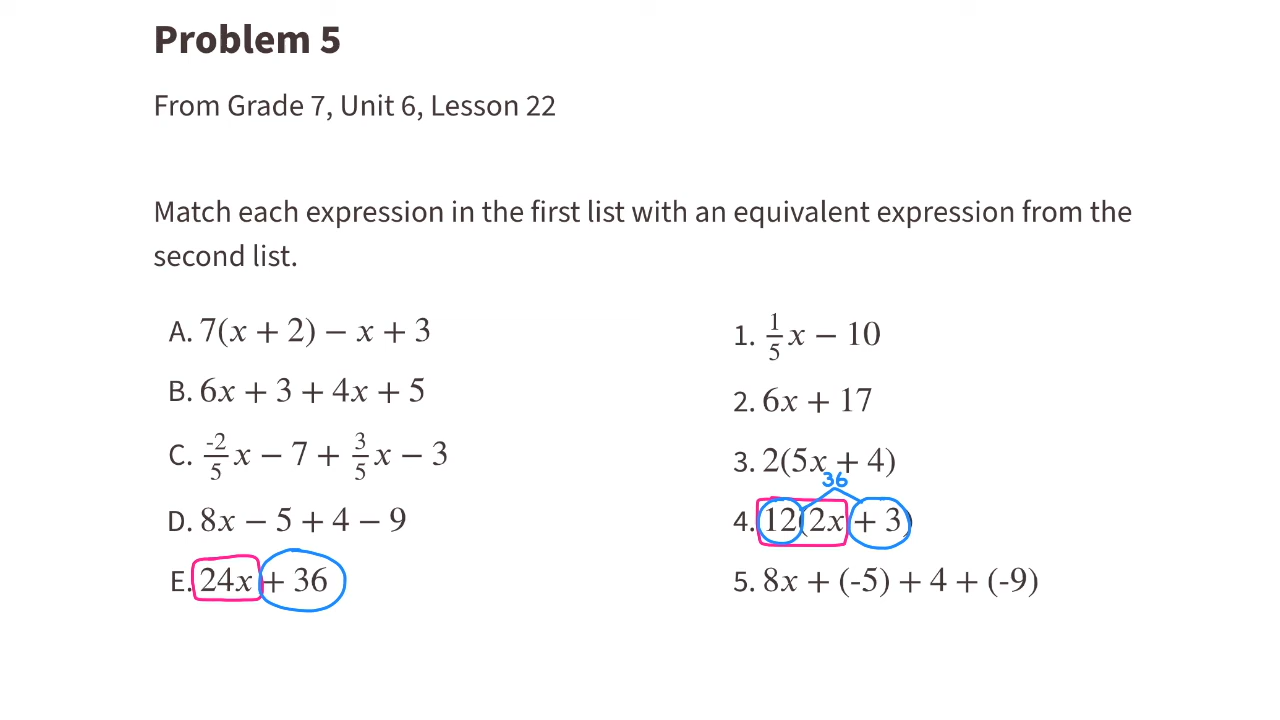 Problem 5
From Grade 7, Unit 6, Lesson 22
Match each expression in the first list with an equivalent expression from the
second list.
A. 7(x + 2) − x + 3
B. 6x + 3 + 4x + 5
C. -2/5 x − 7 + 3/5 x − 3
D. 8x − 5 + 4 − 9
E. 24x + 36
1. 1/5 x − 10
2. 6x + 17
3. 2(5x + 4)
36
4. 12(2x + 3)
5. 8x + (-5) + 4 + (-9)